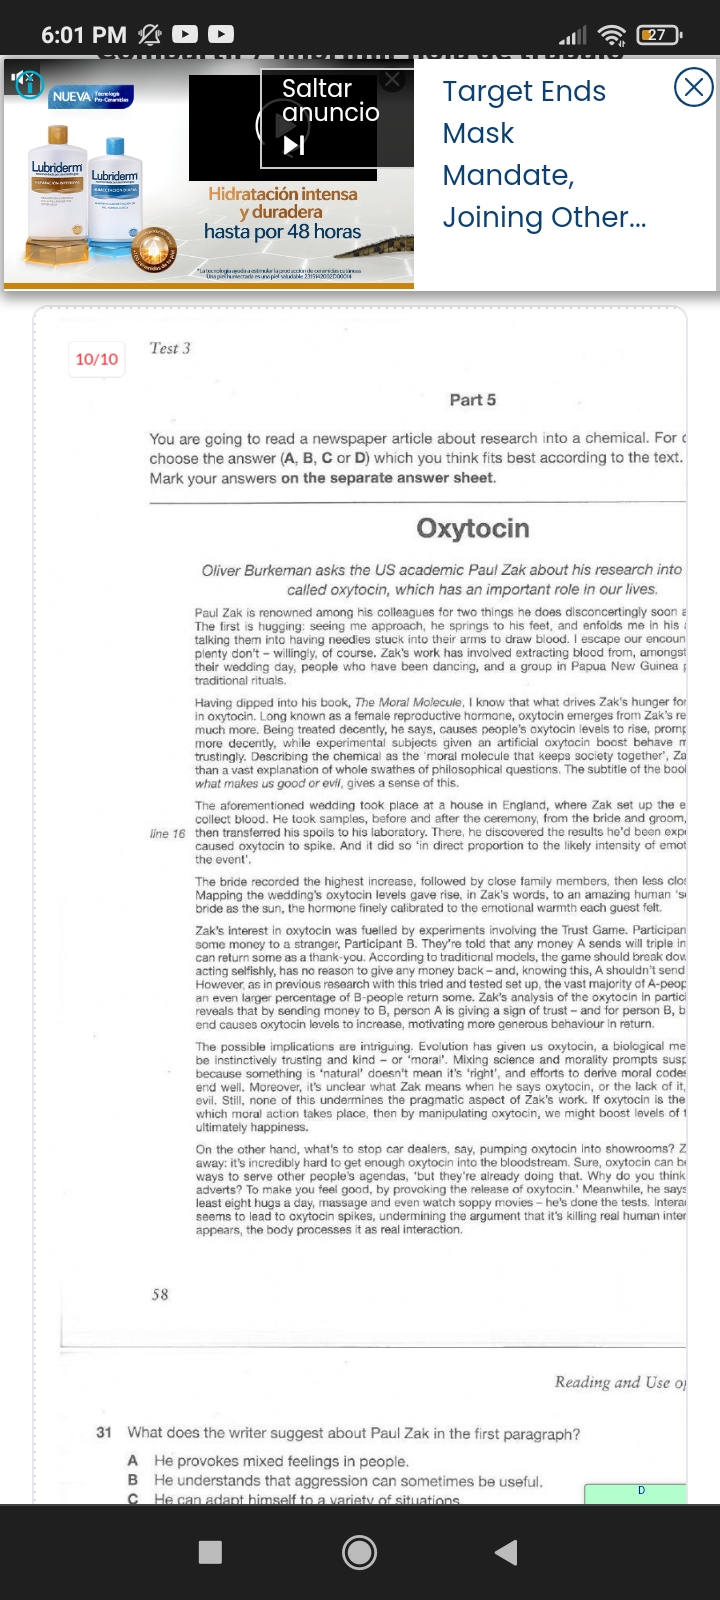 6:01 PM
27
NUEVA Tecnología Pro-Ceramidas
Lubriderm
Lubriderm
Saltar
anuncio
Hidratación intensa
y duradera
hasta por 48 horas
*La tecnología ayuda a estimular la producción de ceramidas cutáneas
Target Ends
Mask
Mandate,
Joining Other...
10/10
Test 3
Part 5
You are going to read a newspaper article about research into a chemical. For
choose the answer (A, B, C or D) which you think fits best according to the text.
Mark your answers on the separate answer sheet.
Oxytocin
Oliver Burkeman asks the US academic Paul Zak about his research into
called oxytocin, which has an important role in our lives.
Paul Zak is renowned among his colleagues for two things he does disconcertingly soon
The first is hugging: seeing me approach, he springs to his feet, and enfolds me in his
talking them into having needles stuck into their arms to draw blood. I escape our encoun
plenty don't – willingly, of course. Zak's work has involved extracting blood from, amongst
their wedding day, people who have been dancing, and a group in Papua New Guinea
traditional rituals.
Having dipped into his book, The Moral Molecule, I know that what drives Zak's hunger for
in oxytocin. Long known as a female reproductive hormone, oxytocin emerges from Zak's re
much more. Being treated decently, he says, causes people's oxytocin levels to rise, promp
more decently, while experimental subjects given an artificial oxytocin boost behave m
trustingly. Describing the chemical as the 'moral molecule that keeps society together', Za
than a vast explanation of whole swathes of philosophical questions. The subtitle of the boo
what makes us good or evil, gives a sense of this.
The aforementioned wedding took place at a house in England, where Zak set up the e
collect blood. He took samples, before and after the ceremony, from the bride and groom,
line 16 then transferred his spoils to his laboratory. There, he discovered the results he'd been exp
caused oxytocin to spike. And it did so 'in direct proportion to the likely intensity of emot
the event'.
The bride recorded the highest increase, followed by close family members, then less clo
Mapping the wedding's oxytocin levels gave rise, in Zak's words, to an amazing human 's
bride as the sun, the hormone finely calibrated to the emotional warmth each guest felt.
Zak's interest in oxytocin was fuelled by experiments involving the Trust Game. Participan
some money to a stranger, Participant B. They're told that any money A sends will triple in
can return some as a thank-you. According to traditional models, the game should break dow
acting selfishly, has no reason to give any money back – and, knowing this, A shouldn't send
However, as in previous research with this tried and tested set up, the vast majority of A-peop
an even larger percentage of B-people return some. Zak's analysis of the oxytocin in partic
reveals that by sending money to B, person A is giving a sign of trust – and for person B, b
end causes oxytocin levels to increase, motivating more generous behaviour in return.
The possible implications are intriguing. Evolution has given us oxytocin, a biological me
be instinctively trusting and kind – or 'moral'. Mixing science and morality prompts susp
because something is 'natural' doesn't mean it's 'right', and efforts to derive moral codes
end well. Moreover, it's unclear what Zak means when he says oxytocin, or the lack of it,
evil. Still, none of this undermines the pragmatic aspect of Zak's work. If oxytocin is the
which moral action takes place, then by manipulating oxytocin, we might boost levels of
ultimately happiness.
On the other hand, what's to stop car dealers, say, pumping oxytocin into showrooms? Z
away: it's incredibly hard to get enough oxytocin into the bloodstream. Sure, oxytocin can b
ways to serve other people's agendas, 'but they're already doing that. Why do you think
adverts? To make you feel good, by provoking the release of oxytocin.' Meanwhile, he says
least eight hugs a day, massage and even watch soppy movies – he's done the tests. Intera
seems to lead to oxytocin spikes, undermining the argument that it's killing real human inter
appears, the body processes it as real interaction.
58
Reading and Use o
31 What does the writer suggest about Paul Zak in the first paragraph?
A He provokes mixed feelings in people.
B He understands that aggression can sometimes be useful.
C He can adapt himself to a variety of situations
D